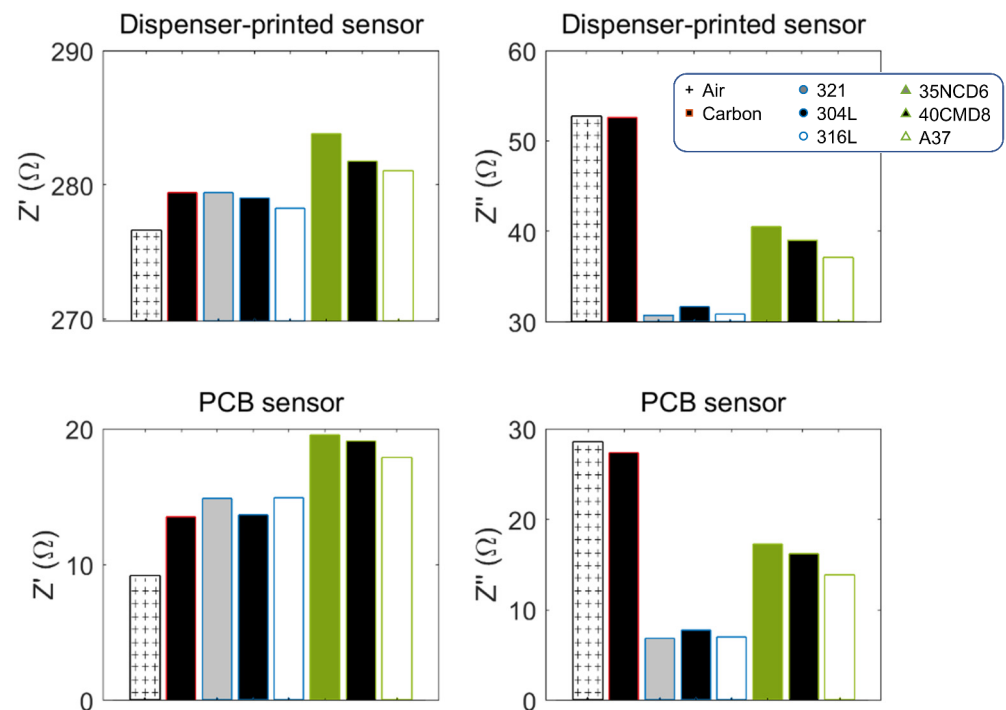 Dispenser-printed sensor
290
280
270
Z' (Ω)
Dispenser-printed sensor
60
50
40
30
Z" (Ω)
Air
Carbon
321
304L
316L
35NCD6
40CMD8
A37
PCB sensor
20
10
0
Z' (Ω)
PCB sensor
30
20
10
0
Z" (Ω)